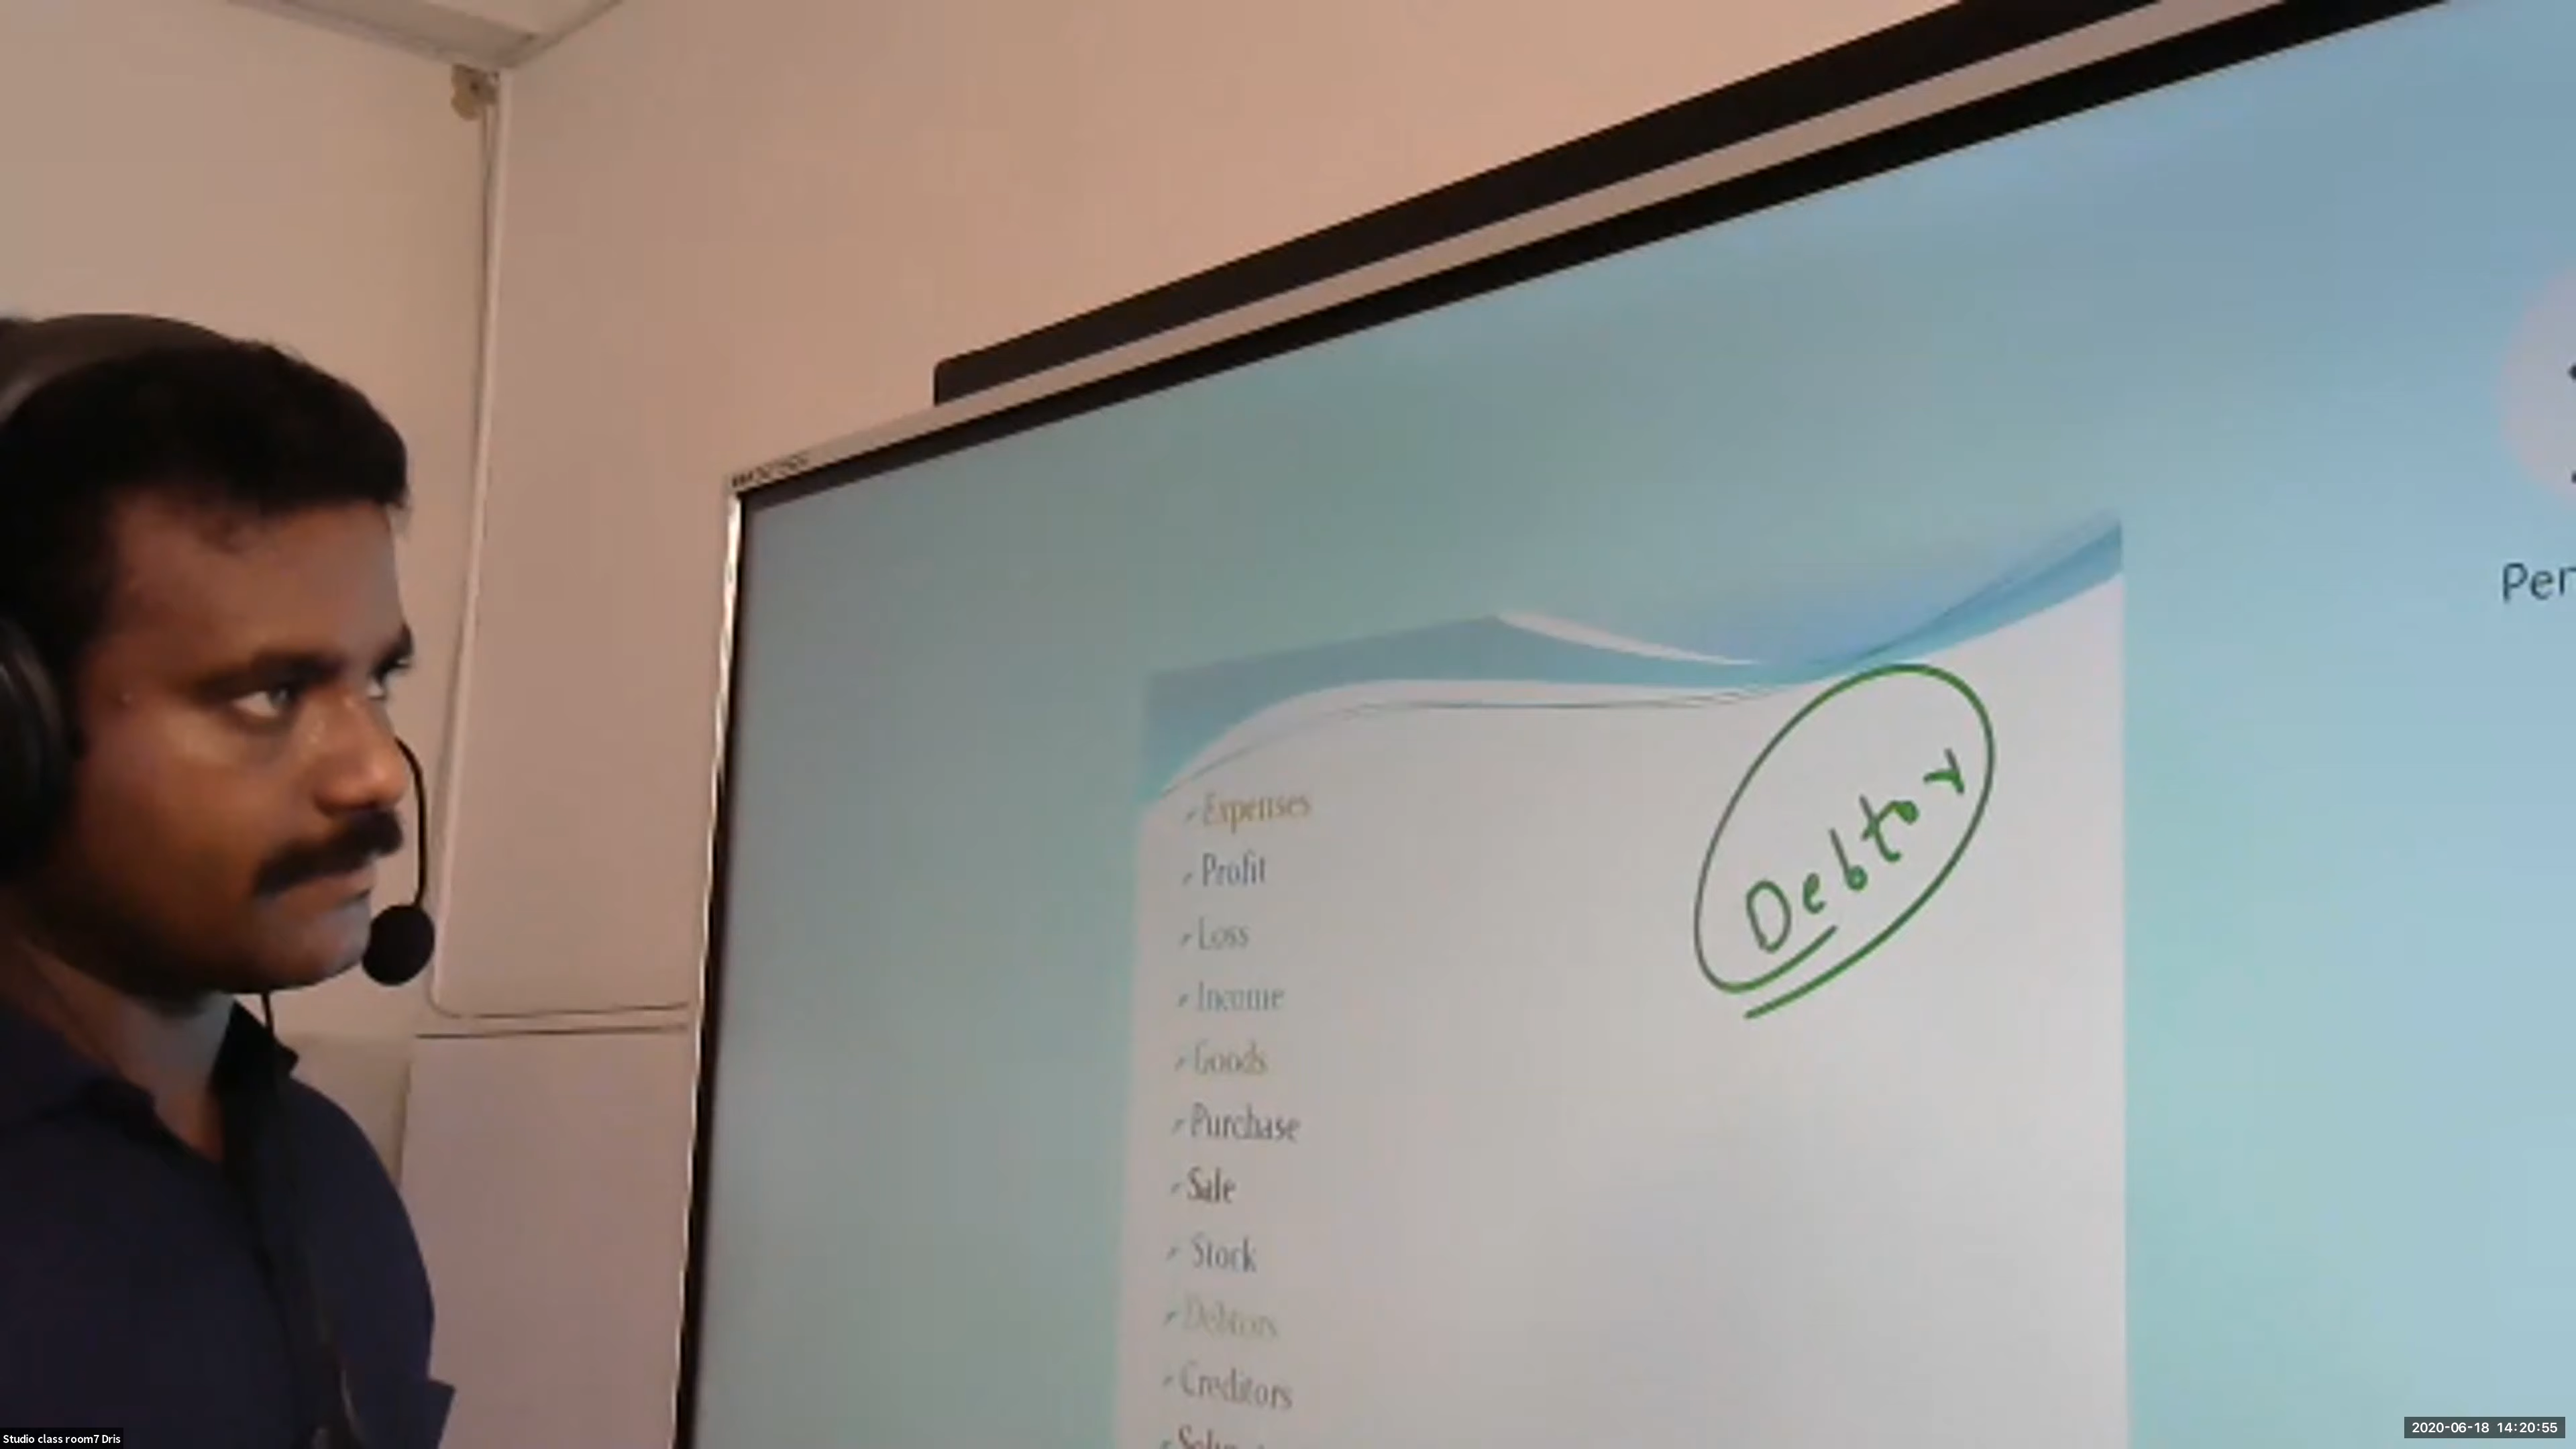 Per
Debtor
Expenses
Profit
Loss
Income
Goods
Purchase
Sale
Stock
Debtors
Creditors
Studio class room7 Dris
2020-06-18 14:20:55